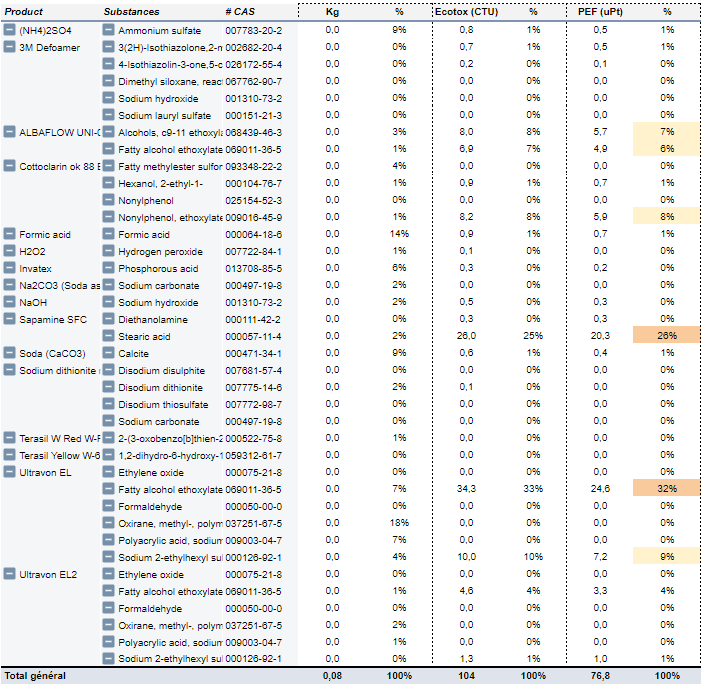 Product Substances # CAS Kg % Ecotox (CTU) % PEF (uPt) %
(NH4)2SO4 Ammonium sulfate 007783-20-2 0,0 9% 0,8 1% 0,5 1%
3M Defoamer 3(2H)-Isothiazolone,2-m 002682-20-4 0,0 0% 0,7 1% 0,5 1%
4-Isothiazolin-3-one,5-c 026172-55-4 0,0 0% 0,2 0% 0,1 0%
Dimethyl siloxane, reac 067762-90-7 0,0 0% 0,0 0% 0,0 0%
Sodium hydroxide 001310-73-2 0,0 0% 0,0 0% 0,0 0%
Sodium lauryl sulfate 000151-21-3 0,0 0% 0,0 0% 0,0 0%
ALBAFLOW UNI-0 Alcohols, c9-11 ethoxyla 068439-46-3 0,0 3% 8,0 8% 5,7 7%
Fatty alcohol ethoxylate 069011-36-5 0,0 1% 6,9 7% 4,9 6%
Cottoclarin ok 88 E Fatty methylester sulfor 093348-22-2 0,0 4% 0,0 0% 0,0 0%
Hexanol, 2-ethyl-1- 000104-76-7 0,0 1% 0,9 1% 0,7 1%
Nonylphenol 025154-52-3 0,0 0% 0,0 0% 0,0 0%
Nonylphenol, ethoxylate 009016-45-9 0,0 1% 8,2 8% 5,9 8%
Formic acid Formic acid 000064-18-6 0,0 14% 0,9 1% 0,7 1%
H2O2 Hydrogen peroxide 007722-84-1 0,0 1% 0,1 0% 0,0 0%
Invatex Phosphorous acid 013708-85-5 0,0 6% 0,3 0% 0,2 0%
Na2CO3 (Soda as Sodium carbonate 000497-19-8 0,0 2% 0,0 0% 0,0 0%
NaOH Sodium hydroxide 001310-73-2 0,0 2% 0,5 0% 0,3 0%
Sapamine SFC Diethanolamine 000111-42-2 0,0 0% 0,3 0% 0,3 0%
Stearic acid 000057-11-4 0,0 2% 26,0 25% 20,3 26%
Soda (CaCO3) Calcite 000471-34-1 0,0 9% 0,6 1% 0,4 1%
Sodium dithionite Disodium disulphite 007681-57-4 0,0 0% 0,0 0% 0,0 0%
Disodium dithionite 007775-14-6 0,0 2% 0,1 0% 0,0 0%
Disodium thiosulfate 007772-98-7 0,0 0% 0,0 0% 0,0 0%
Sodium carbonate 000497-19-8 0,0 0% 0,0 0% 0,0 0%
Terasil W Red W-F 2-(3-oxobenzo[b]thien-2 000522-75-8 0,0 1% 0,0 0% 0,0 0%
Terasil Yellow W-6 1,2-dihydro-6-hydroxy-1 059312-61-7 0,0 0% 0,0 0% 0,0 0%
Ultravon EL Ethylene oxide 000075-21-8 0,0 0% 0,0 0% 0,0 0%
Fatty alcohol ethoxylate 069011-36-5 0,0 7% 34,3 33% 24,6 32%
Formaldehyde 000050-00-0 0,0 0% 0,0 0% 0,0 0%
Oxirane, methyl-, polym 037251-67-5 0,0 18% 0,0 0% 0,0 0%
Polyacrylic acid, sodium 009003-04-7 0,0 7% 0,0 0% 0,0 0%
Sodium 2-ethylhexyl sul 000126-92-1 0,0 4% 10,0 10% 7,2 9%
Ultravon EL2 Ethylene oxide 000075-21-8 0,0 0% 0,0 0% 0,0 0%
Fatty alcohol ethoxylate 069011-36-5 0,0 1% 4,6 4% 3,3 4%
Formaldehyde 000050-00-0 0,0 0% 0,0 0% 0,0 0%
Oxirane, methyl-, polym 037251-67-5 0,0 2% 0,0 0% 0,0 0%
Polyacrylic acid, sodium 009003-04-7 0,0 1% 0,0 0% 0,0 0%
Sodium 2-ethylhexyl sul 000126-92-1 0,0 0% 1,3 1% 1,0 1%
Total général 0,08 100% 104 100% 76,8 100%